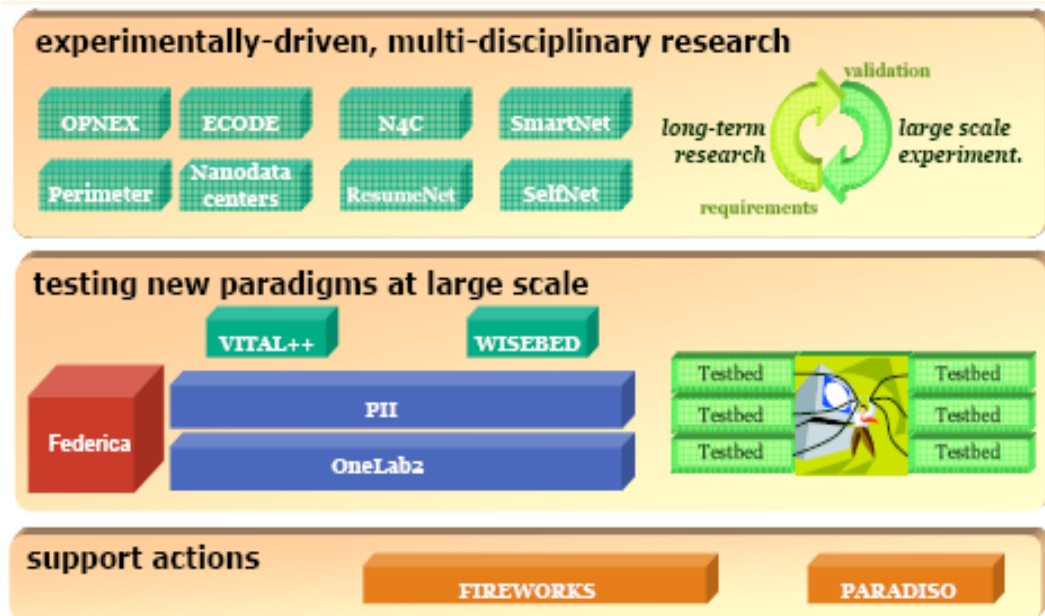 experimentally-driven, multi-disciplinary research
OPNEX
ECODE
N4C
SmartNet
Perimeter
Nanodata
centers
ResumeNet
SelfNet
validation
long-term
research
large scale
experiment.
requirements
testing new paradigms at large scale
VITAL++
WISEBED
Federica
PII
OneLab2
Testbed
Testbed
Testbed
Testbed
Testbed
Testbed
support actions
FIREWORKS
PARADISO